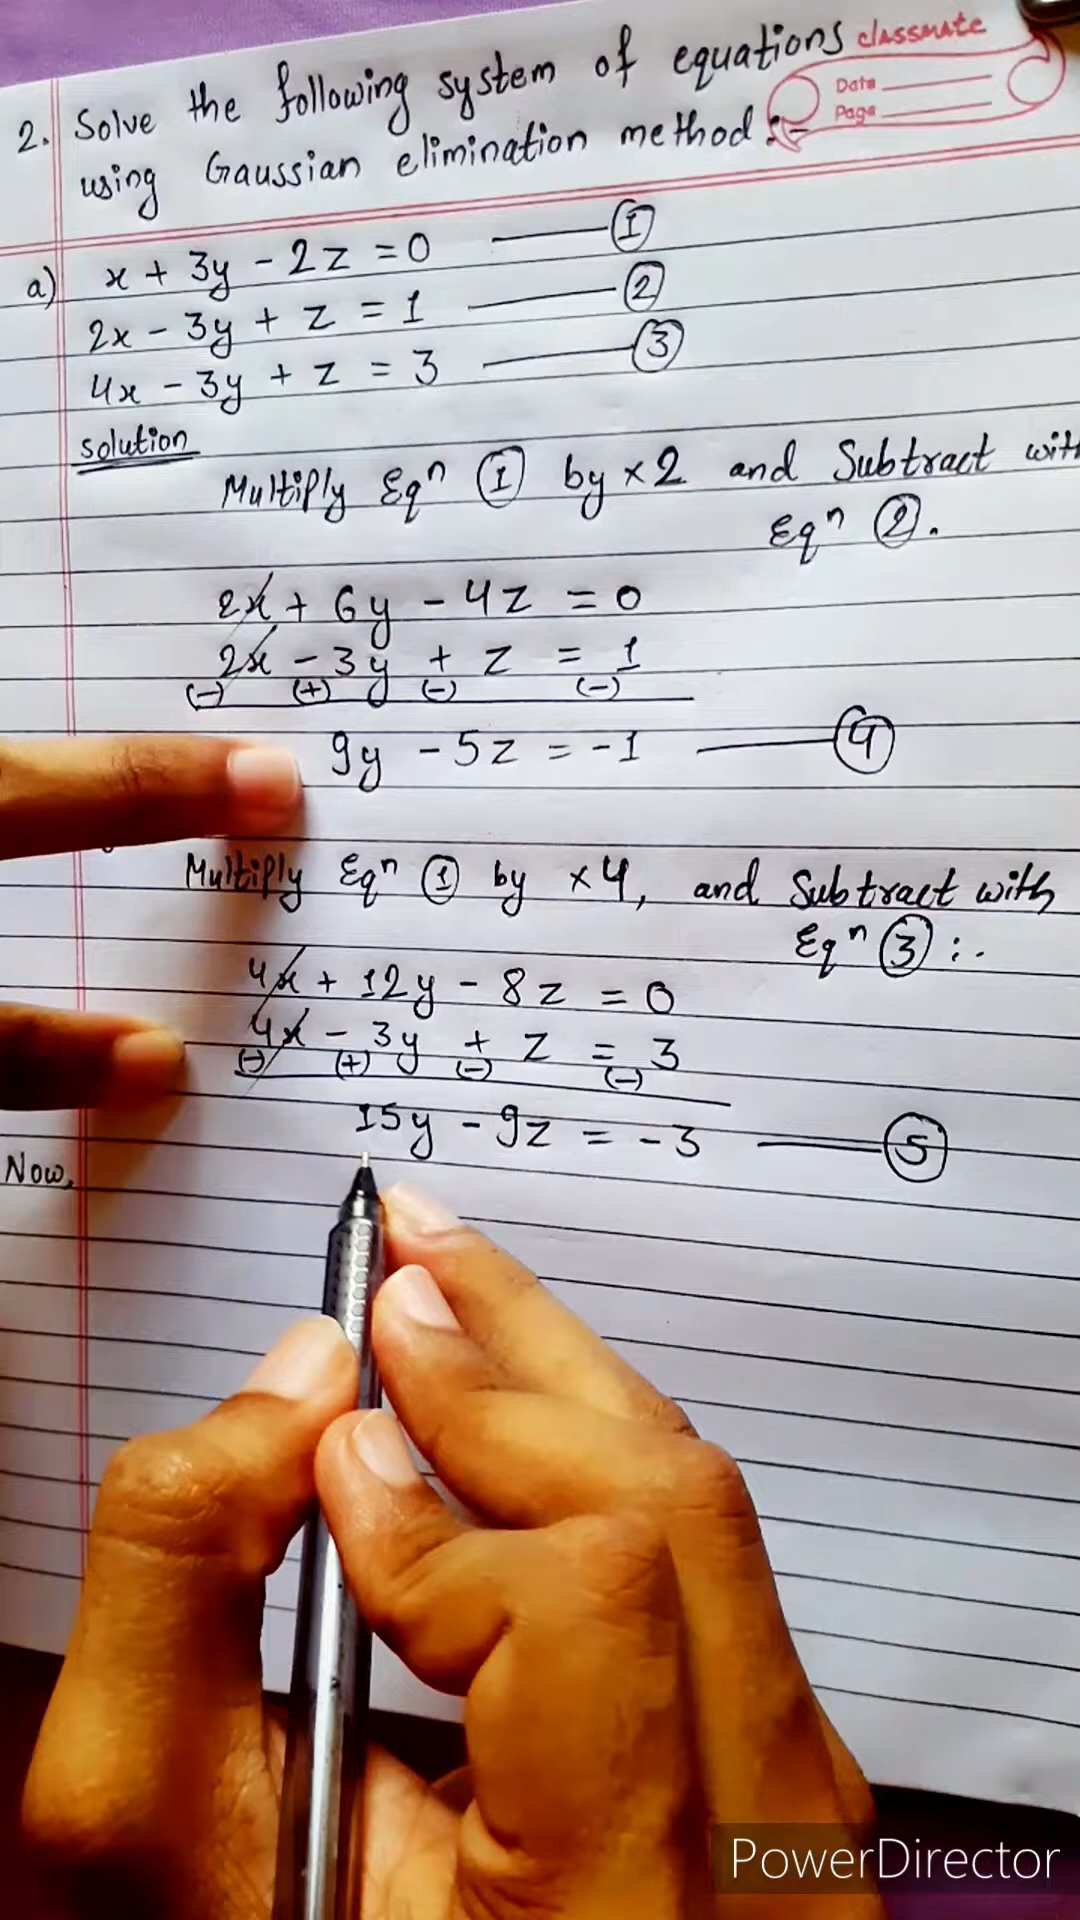 classmate
Date
Page
2. Solve the following system of equations
using Gaussian elimination method :-
a) x + 3y - 2z = 0 ——— ①
2x - 3y + z = 1 ——— ②
4x - 3y + z = 3 ——— ③
solution
Multiply Eqⁿ ① by ×2 and Subtract with
Eqⁿ ②.
2x + 6y - 4z = 0
2x - 3y + z = 1
(-) (+) (-) (-)
9y - 5z = -1 ——— ④
Multiply Eqⁿ ① by ×4, and Subtract with
Eqⁿ ③ :.
4x + 12y - 8z = 0
4x - 3y + z = 3
(-) (+) (-) (-)
15y - 9z = -3 ——— ⑤
Now,
PowerDirector